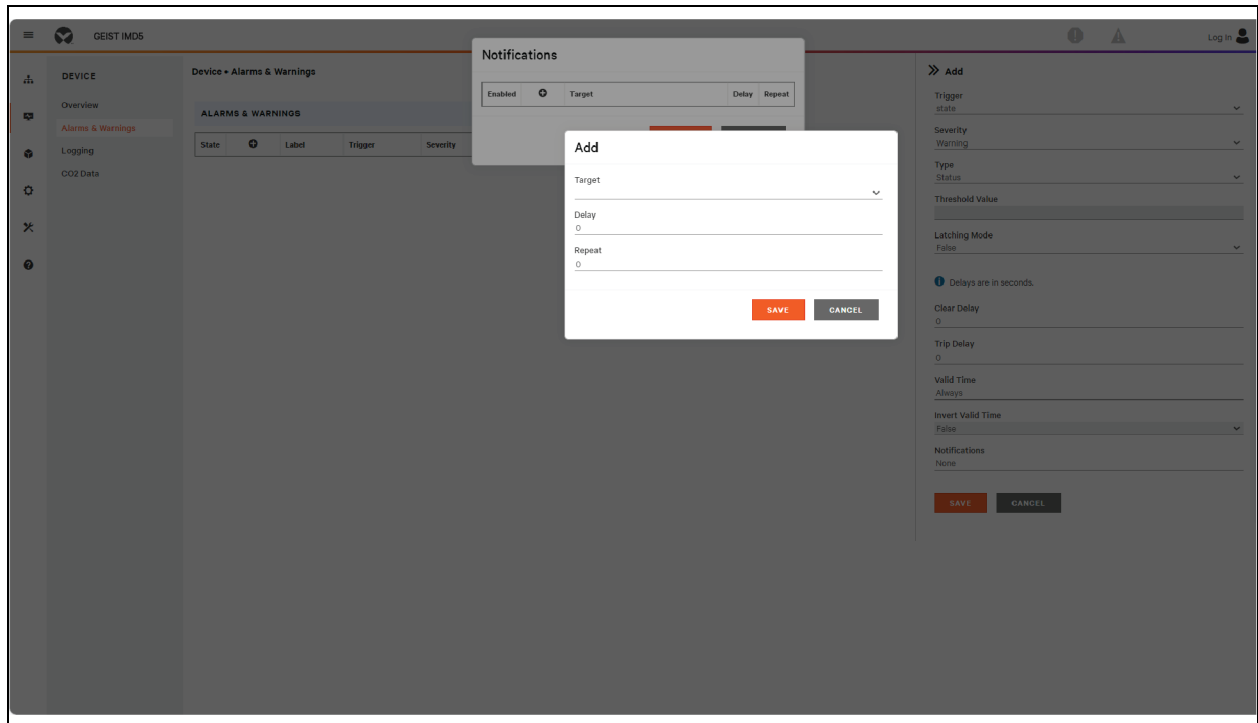 GEIST IMD5
Log In
DEVICE
Overview
Alarms & Warnings
Logging
CO2 Data
Device • Alarms & Warnings
ALARMS & WARNINGS
State Label Trigger Severity
Notifications
Enabled Target Delay Repeat
Add
Target
Delay
0
Repeat
0
SAVE CANCEL
Add
Trigger
state
Severity
Warning
Type
Status
Threshold Value
Latching Mode
False
Delays are in seconds.
Clear Delay
0
Trip Delay
0
Valid Time
Always
Invert Valid Time
False
Notifications
None
SAVE CANCEL